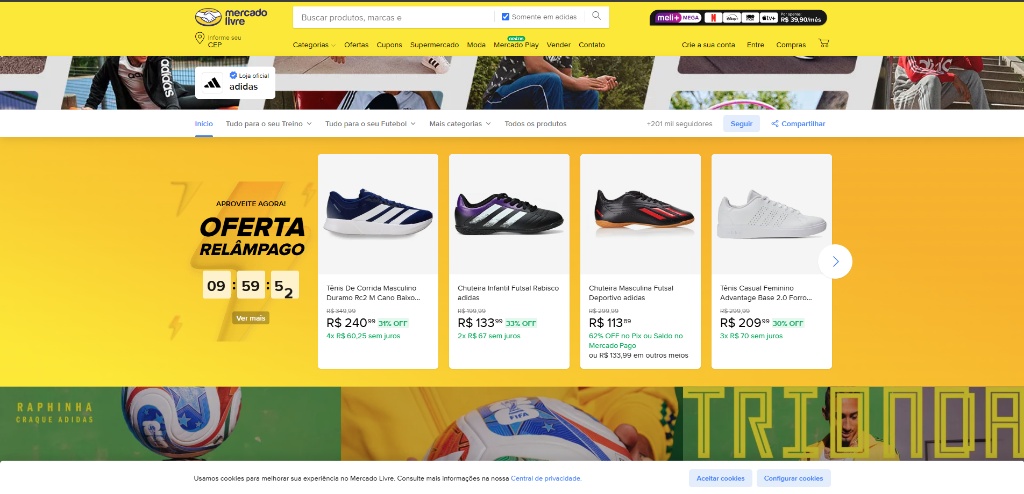 mercado
livre
Buscar produtos, marcas e
Somente em adidas
meli+ MEGA
R$ 39,90/mês
Informe seu
CEP
Categorias
Ofertas
Cupons
Supermercado
Moda
Mercado Play
Vender
Contato
Crie a sua conta
Entre
Compras
adidas
Loja oficial
adidas
Início
Tudo para o seu Treino
Tudo para o seu Futebol
Mais categorias
Todos os produtos
+201 mil seguidores
Seguir
Compartilhar
APROVEITE AGORA!
OFERTA
RELÂMPAGO
09 : 59 : 52
Ver mais
Tênis De Corrida Masculino
Duramo Rc2 M Cano Baixo...
R$ 349,99
R$ 240,99 31% OFF
4x R$ 60,25 sem juros
Chuteira Infantil Futsal Rabisco
adidas
R$ 199,99
R$ 133,99 33% OFF
2x R$ 67 sem juros
Chuteira Masculina Futsal
Deportivo adidas
R$ 299,99
R$ 113,89
62% OFF no Pix ou Saldo no
Mercado Pago
ou R$ 133,99 em outros meios
Tênis Casual Feminino
Advantage Base 2.0 Forro...
R$ 299,99
R$ 209,99 30% OFF
3x R$ 70 sem juros
RAPHINHA
CRAQUE ADIDAS
FIFA
TRIONDA
Usamos cookies para melhorar sua experiência no Mercado Livre. Consulte mais informações na nossa Central de privacidade.
Aceitar cookies
Configurar cookies